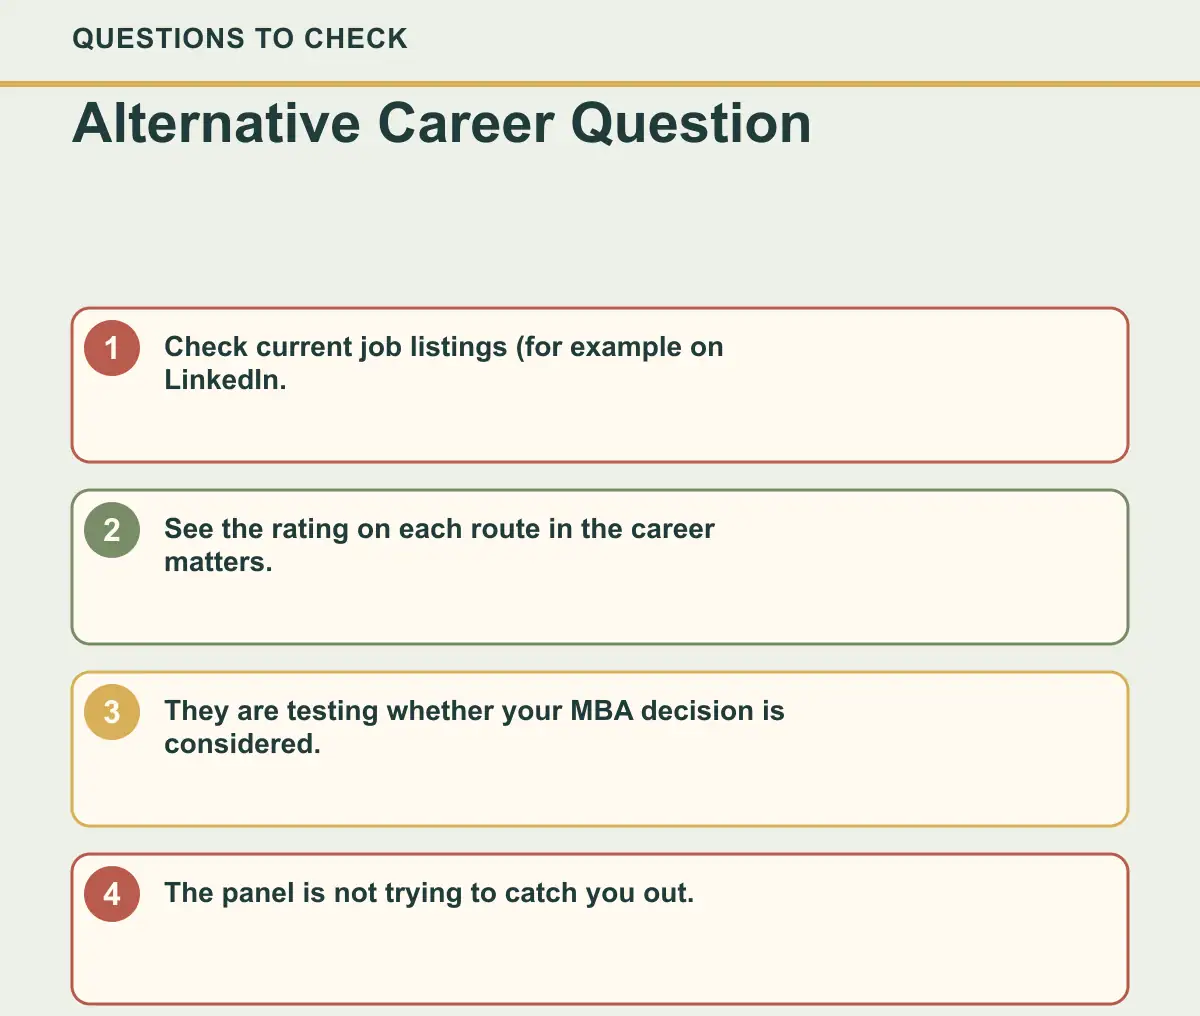 QUESTIONS TO CHECK
Alternative Career Question
1
Check current job listings (for example on
LinkedIn.
2
See the rating on each route in the career
matters.
3
They are testing whether your MBA decision is
considered.
4
The panel is not trying to catch you out.